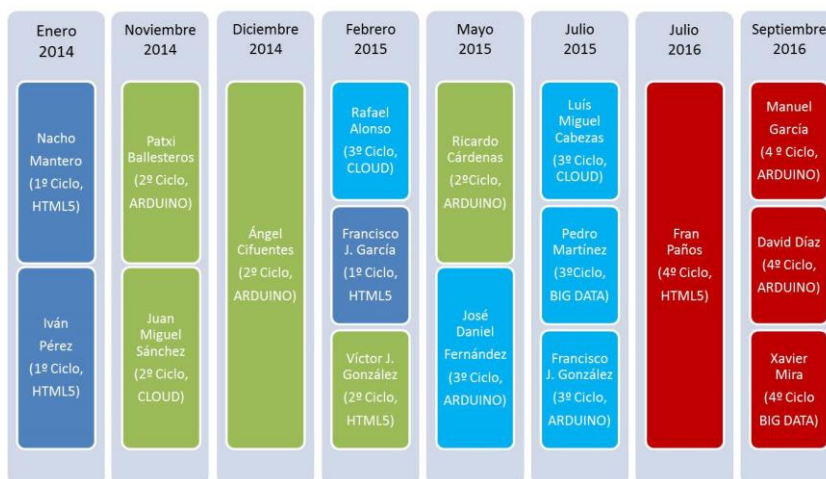 Enero
2014
Nacho
Mantero
(1º Ciclo,
HTML5)
Iván
Pérez
(1º Ciclo,
HTML5)
Noviembre
2014
Patxi
Ballesteros
(2º Ciclo,
ARDUINO)
Juan
Miguel
Sánchez
(2º Ciclo,
CLOUD)
Diciembre
2014
Ángel
Cifuentes
(2º Ciclo,
ARDUINO)
Febrero
2015
Rafael
Alonso
(3º Ciclo,
CLOUD)
Francisco
J. García
(1º Ciclo,
HTML5
Víctor J.
González
(2º Ciclo,
HTML5)
Mayo
2015
Ricardo
Cárdenas
(2ºCiclo,
ARDUINO)
José
Daniel
Fernández
(3º Ciclo,
ARDUINO)
Julio
2015
Luís
Miguel
Cabezas
(3º Ciclo,
CLOUD)
Pedro
Martínez
(3ºCiclo,
BIG DATA)
Francisco
J. González
(3º Ciclo,
ARDUINO)
Julio
2016
Fran
Paños
(4º Ciclo,
HTML5)
Septiembre
2016
Manuel
García
(4 º Ciclo,
ARDUINO)
David Díaz
(4º Ciclo,
ARDUINO)
Xavier
Mira
(4º Ciclo
BIG DATA)